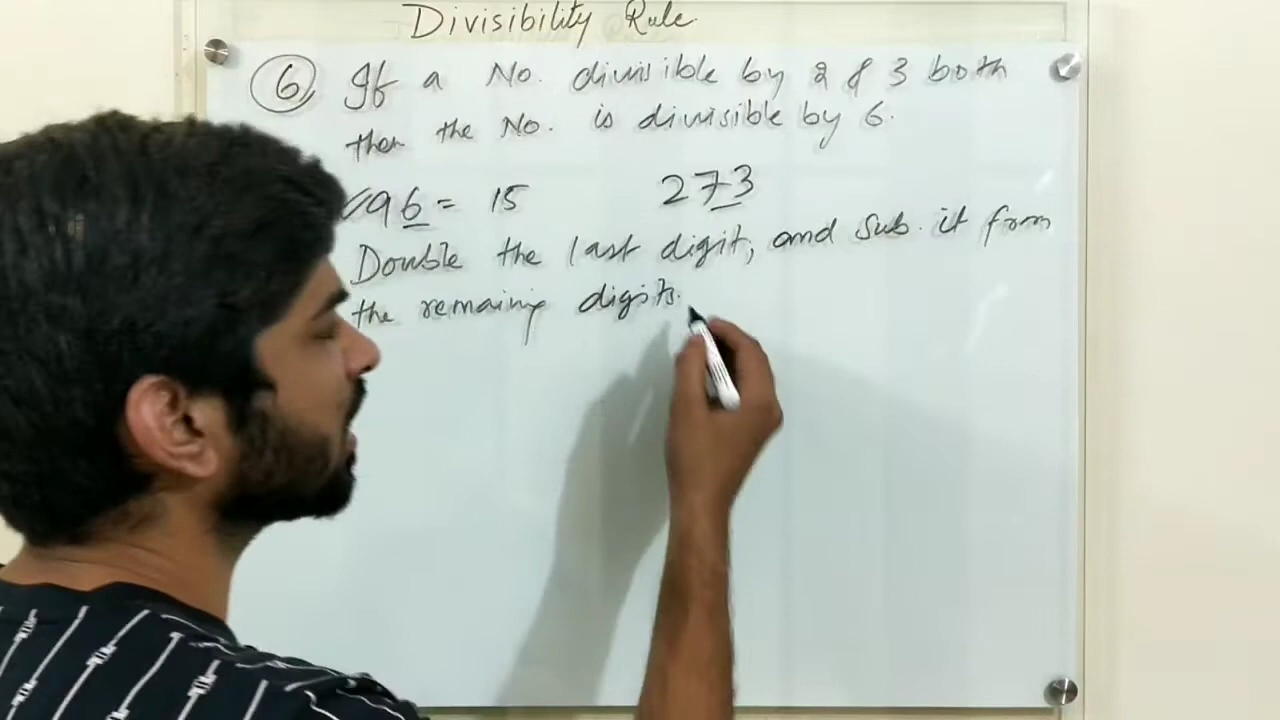 Divisibility Rule
6 If a No. divisible by 2 & 3 both
then the No. is divisible by 6.
96 = 15 273
Double the last digit, and sub. it from
the remaining digits.